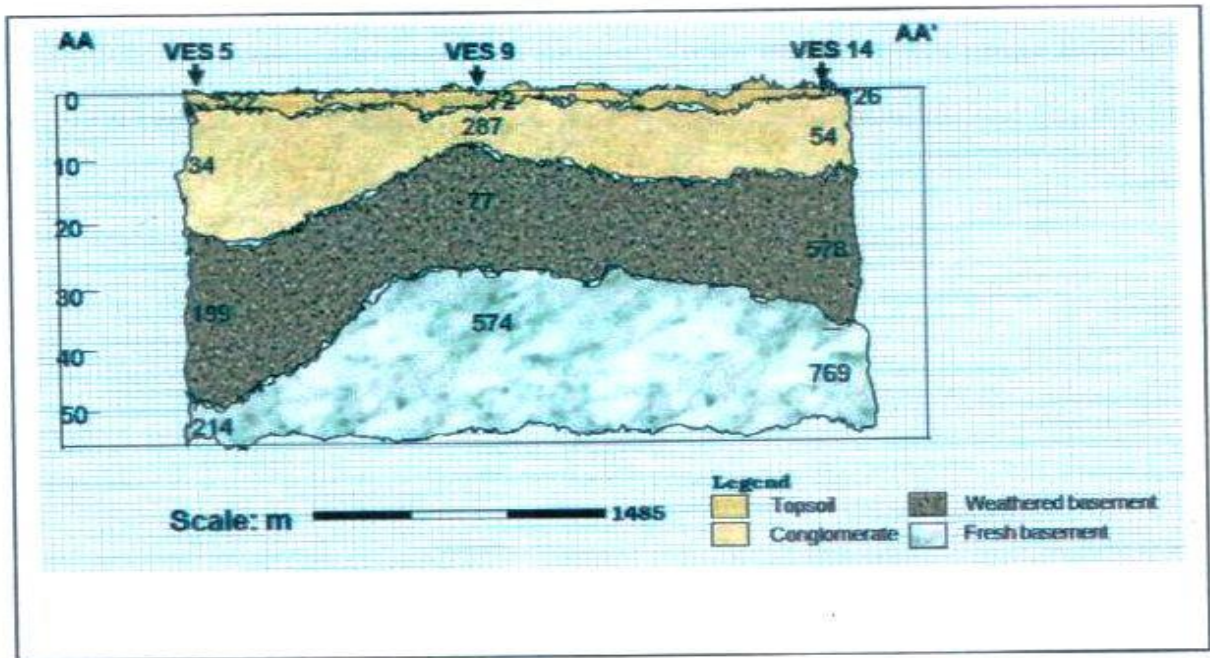 AA AA'
VES 5 VES 9 VES 14
0 522 72 26
287 54
10 34
77
20
578
30 199 574
40 769
50 214
Legend
Topsoil Weathered basement
Conglomerate Fresh basement
Scale: m 1485